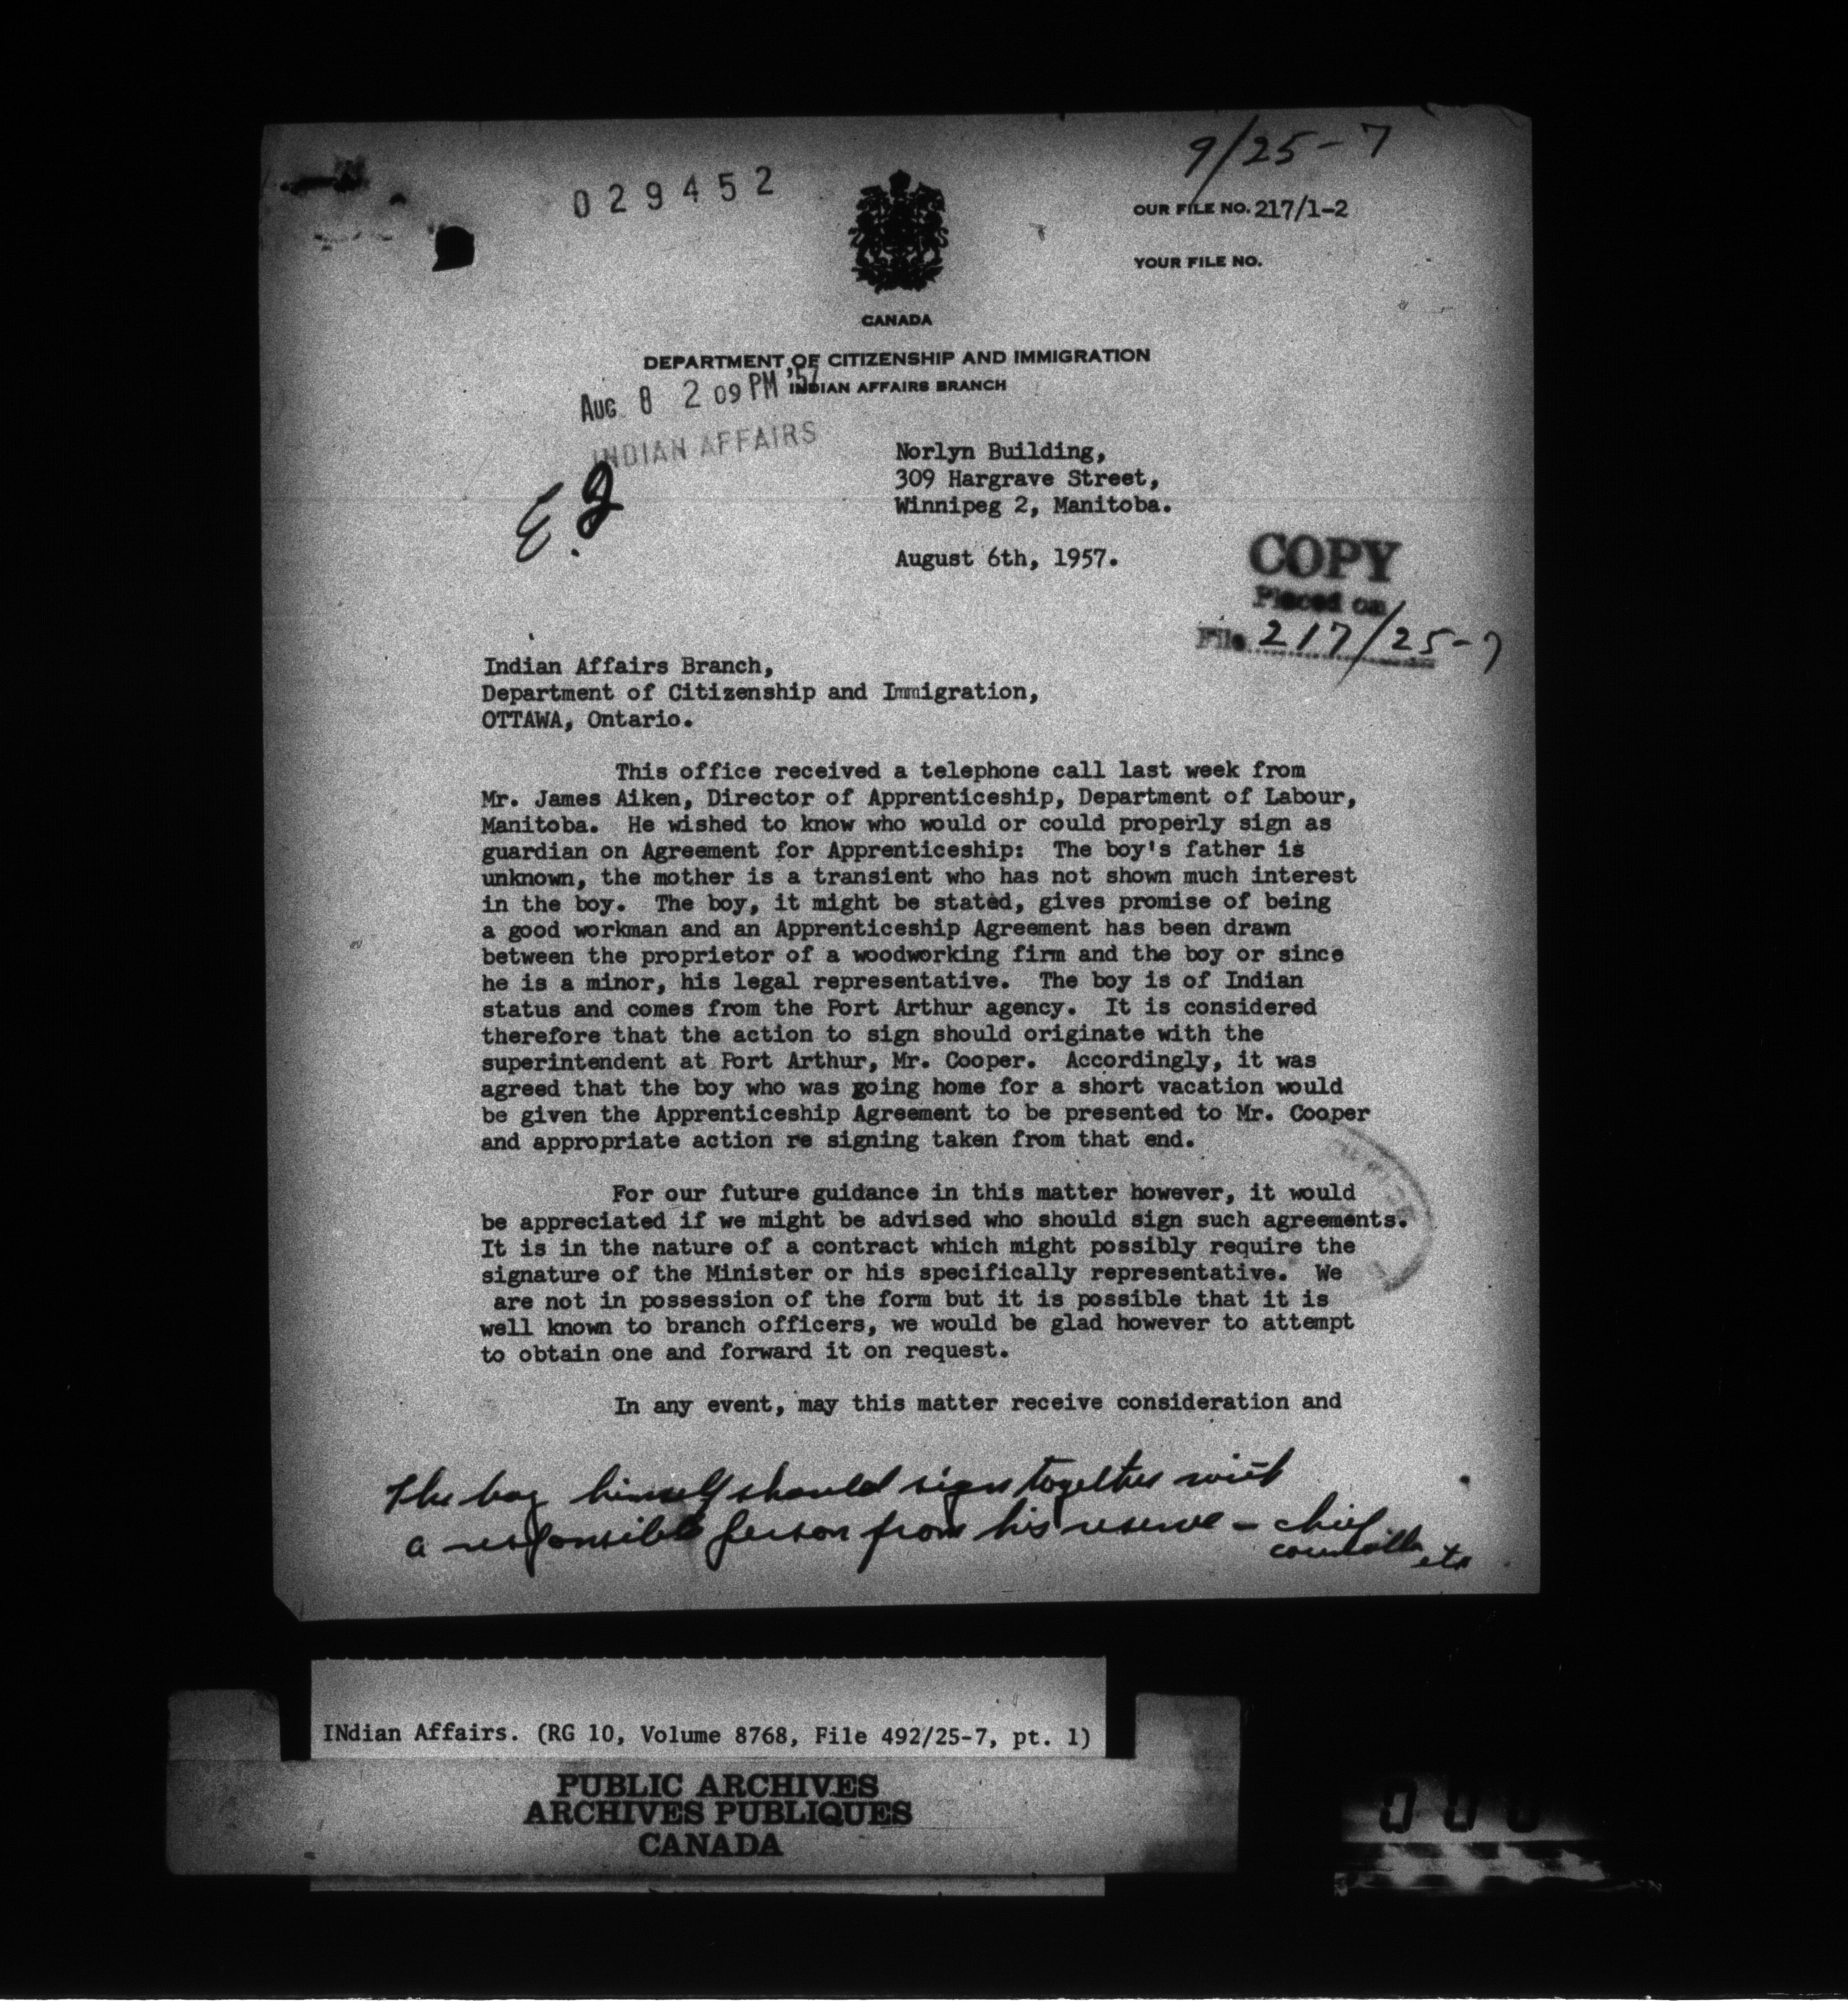 9/25-7
029452
OUR FILE NO. 217/1-2
YOUR FILE NO.
CANADA
DEPARTMENT OF CITIZENSHIP AND IMMIGRATION
INDIAN AFFAIRS BRANCH
AUG 8 2 09 PM '57
INDIAN AFFAIRS
Norlyn Building,
309 Hargrave Street,
Winnipeg 2, Manitoba.
August 6th, 1957.
COPY
Placed on
File 217/25-7
Indian Affairs Branch,
Department of Citizenship and Immigration,
OTTAWA, Ontario.
This office received a telephone call last week from
Mr. James Aiken, Director of Apprenticeship, Department of Labour,
Manitoba. He wished to know who would or could properly sign as
guardian on Agreement for Apprenticeship: The boy's father is
unknown, the mother is a transient who has not shown much interest
in the boy. The boy, it might be stated, gives promise of being
a good workman and an Apprenticeship Agreement has been drawn
between the proprietor of a woodworking firm and the boy or since
he is a minor, his legal representative. The boy is of Indian
status and comes from the Port Arthur agency. It is considered
therefore that the action to sign should originate with the
superintendent at Port Arthur, Mr. Cooper. Accordingly, it was
agreed that the boy who was going home for a short vacation would
be given the Apprenticeship Agreement to be presented to Mr. Cooper
and appropriate action re signing taken from that end.
For our future guidance in this matter however, it would
be appreciated if we might be advised who should sign such agreements.
It is in the nature of a contract which might possibly require the
signature of the Minister or his specifically representative. We
are not in possession of the form but it is possible that it is
well known to branch officers, we would be glad however to attempt
to obtain one and forward it on request.
In any event, may this matter receive consideration and
The boy himself should sign together with
a responsible person from his reserve - chief
councillor etc
INdian Affairs. (RG 10, Volume 8768, File 492/25-7, pt. 1)
PUBLIC ARCHIVES
ARCHIVES PUBLIQUES
CANADA